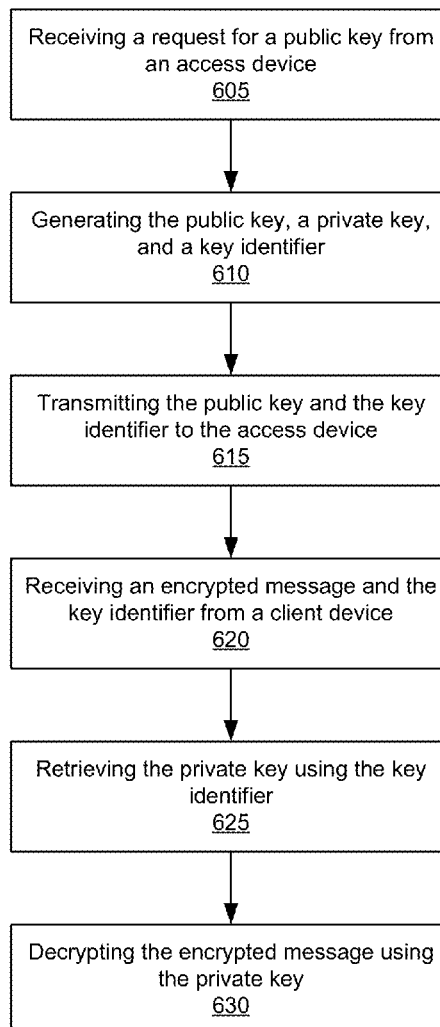 Receiving a request for a public key from
an access device
605
Generating the public key, a private key,
and a key identifier
610
Transmitting the public key and the key
identifier to the access device
615
Receiving an encrypted message and the
key identifier from a client device
620
Retrieving the private key using the key
identifier
625
Decrypting the encrypted message using
the private key
630